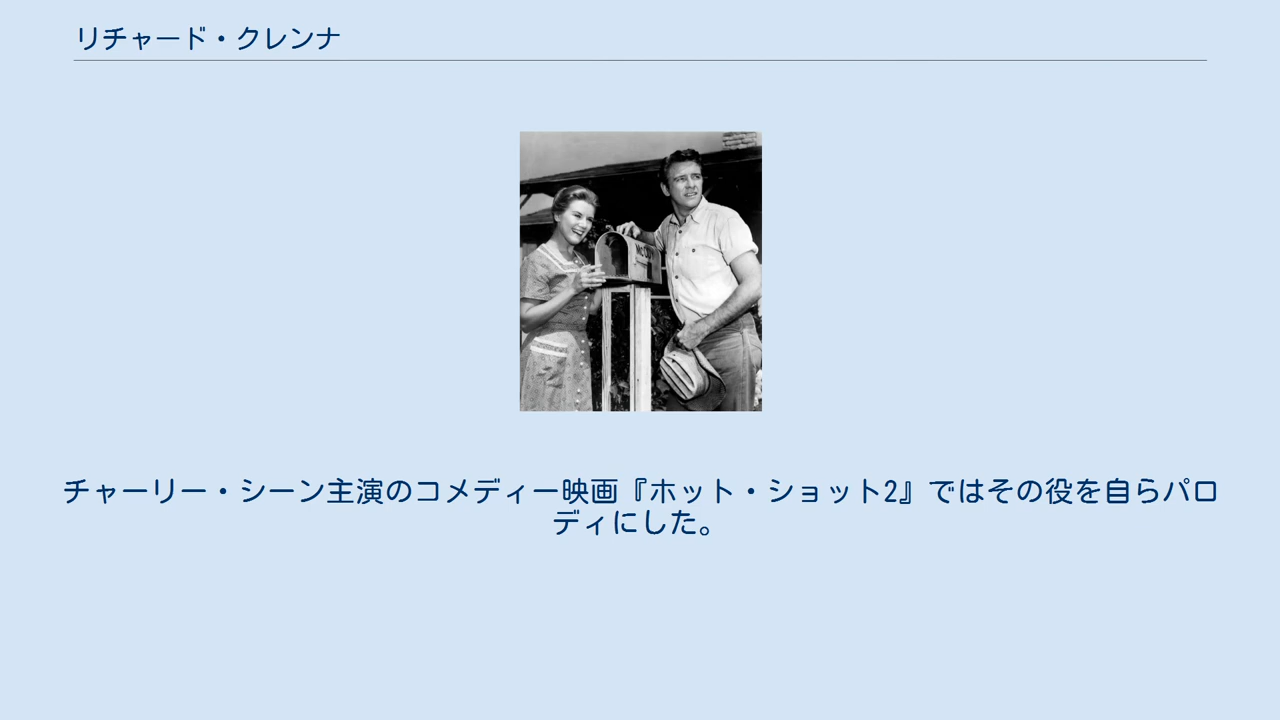 リチャード・クレンナ
チャーリー・シーン主演のコメディー映画『ホット・ショット2』ではその役を自らパロ
ディにした。